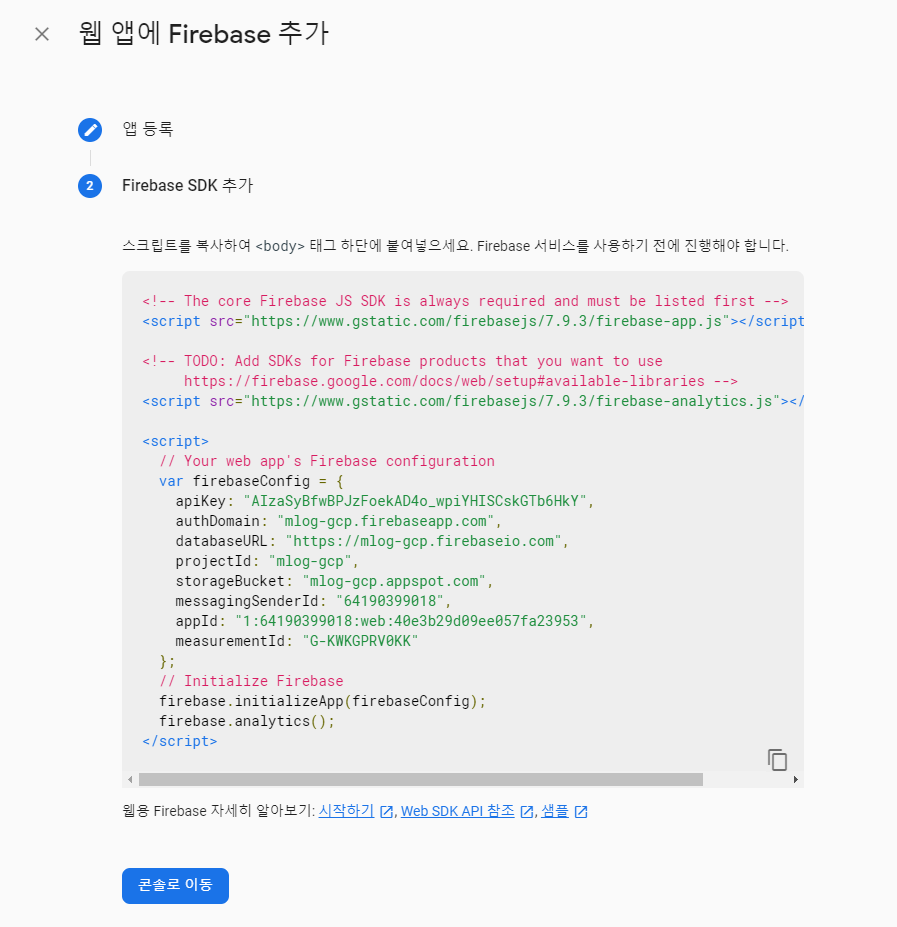 웹 앱에 Firebase 추가
앱 등록
2
Firebase SDK 추가
스크립트를 복사하여 <body> 태그 하단에 붙여넣으세요. Firebase 서비스를 사용하기 전에 진행해야 합니다.
<!-- The core Firebase JS SDK is always required and must be listed first -->
<script src="https://www.gstatic.com/firebasejs/7.9.3/firebase-app.js"></script
<!-- TODO: Add SDKs for Firebase products that you want to use
https://firebase.google.com/docs/web/setup#available-libraries -->
<script src="https://www.gstatic.com/firebasejs/7.9.3/firebase-analytics.js"></
<script>
// Your web app's Firebase configuration
var firebaseConfig = {
apiKey: "AIzaSyBfwBPJzFoekAD4o_wpiYHISCskGTb6HkY",
authDomain: "mlog-gcp.firebaseapp.com",
databaseURL: "https://mlog-gcp.firebaseio.com",
projectId: "mlog-gcp",
storageBucket: "mlog-gcp.appspot.com",
messagingSenderId: "64190399018",
appId: "1:64190399018:web:40e3b29d09ee057fa23953",
measurementId: "G-KWKGPRV0KK"
};
// Initialize Firebase
firebase.initializeApp(firebaseConfig);
firebase.analytics();
</script>
웹용 Firebase 자세히 알아보기: 시작하기, Web SDK API 참조, 샘플
콘솔로 이동